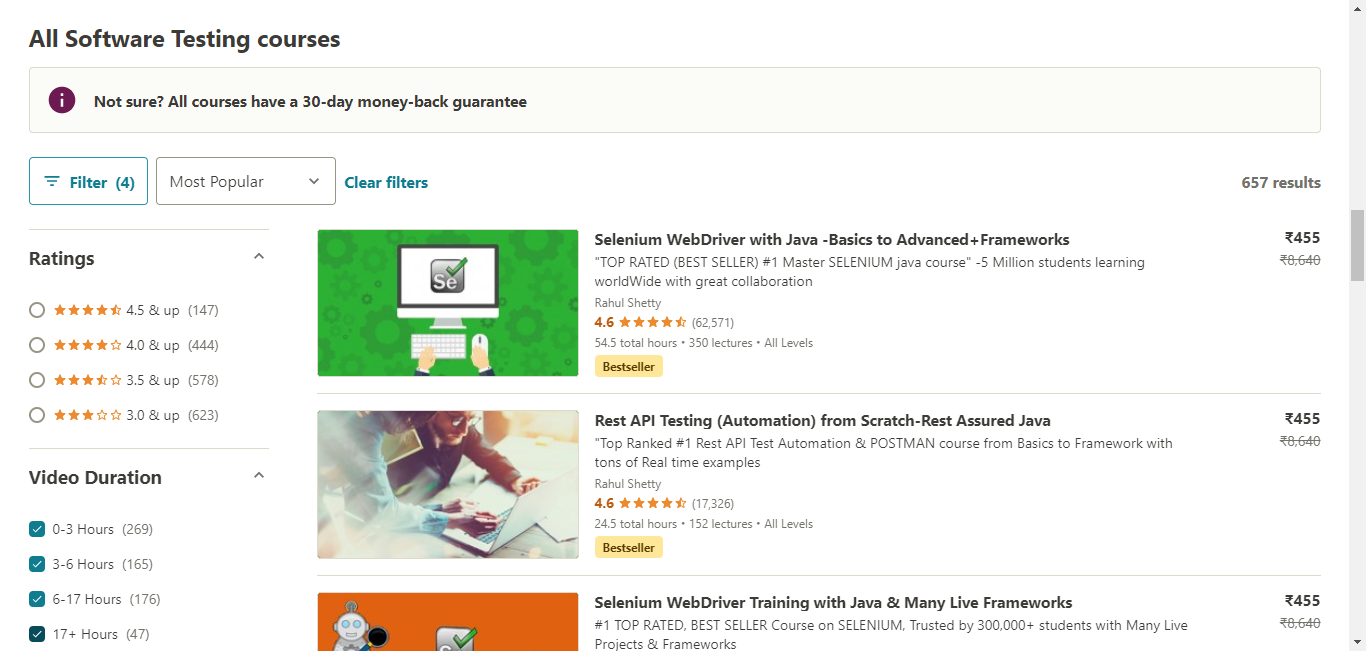 All Software Testing courses
Not sure? All courses have a 30-day money-back guarantee
Filter (4)
Most Popular
Clear filters
657 results
Ratings
4.5 & up (147)
4.0 & up (444)
3.5 & up (578)
3.0 & up (623)
Video Duration
0-3 Hours (269)
3-6 Hours (165)
6-17 Hours (176)
17+ Hours (47)
Se
Selenium WebDriver with Java -Basics to Advanced+Frameworks
₹455
"TOP RATED (BEST SELLER) #1 Master SELENIUM java course" -5 Million students learning
₹8,640
worldWide with great collaboration
Rahul Shetty
4.6 (62,571)
54.5 total hours • 350 lectures • All Levels
Bestseller
Rest API Testing (Automation) from Scratch-Rest Assured Java
₹455
"Top Ranked #1 Rest API Test Automation & POSTMAN course from Basics to Framework with
₹8,640
tons of Real time examples
Rahul Shetty
4.6 (17,326)
24.5 total hours • 152 lectures • All Levels
Bestseller
Selenium WebDriver Training with Java & Many Live Frameworks
₹455
#1 TOP RATED, BEST SELLER Course on SELENIUM, Trusted by 300,000+ students with Many Live
₹8,640
Projects & Frameworks